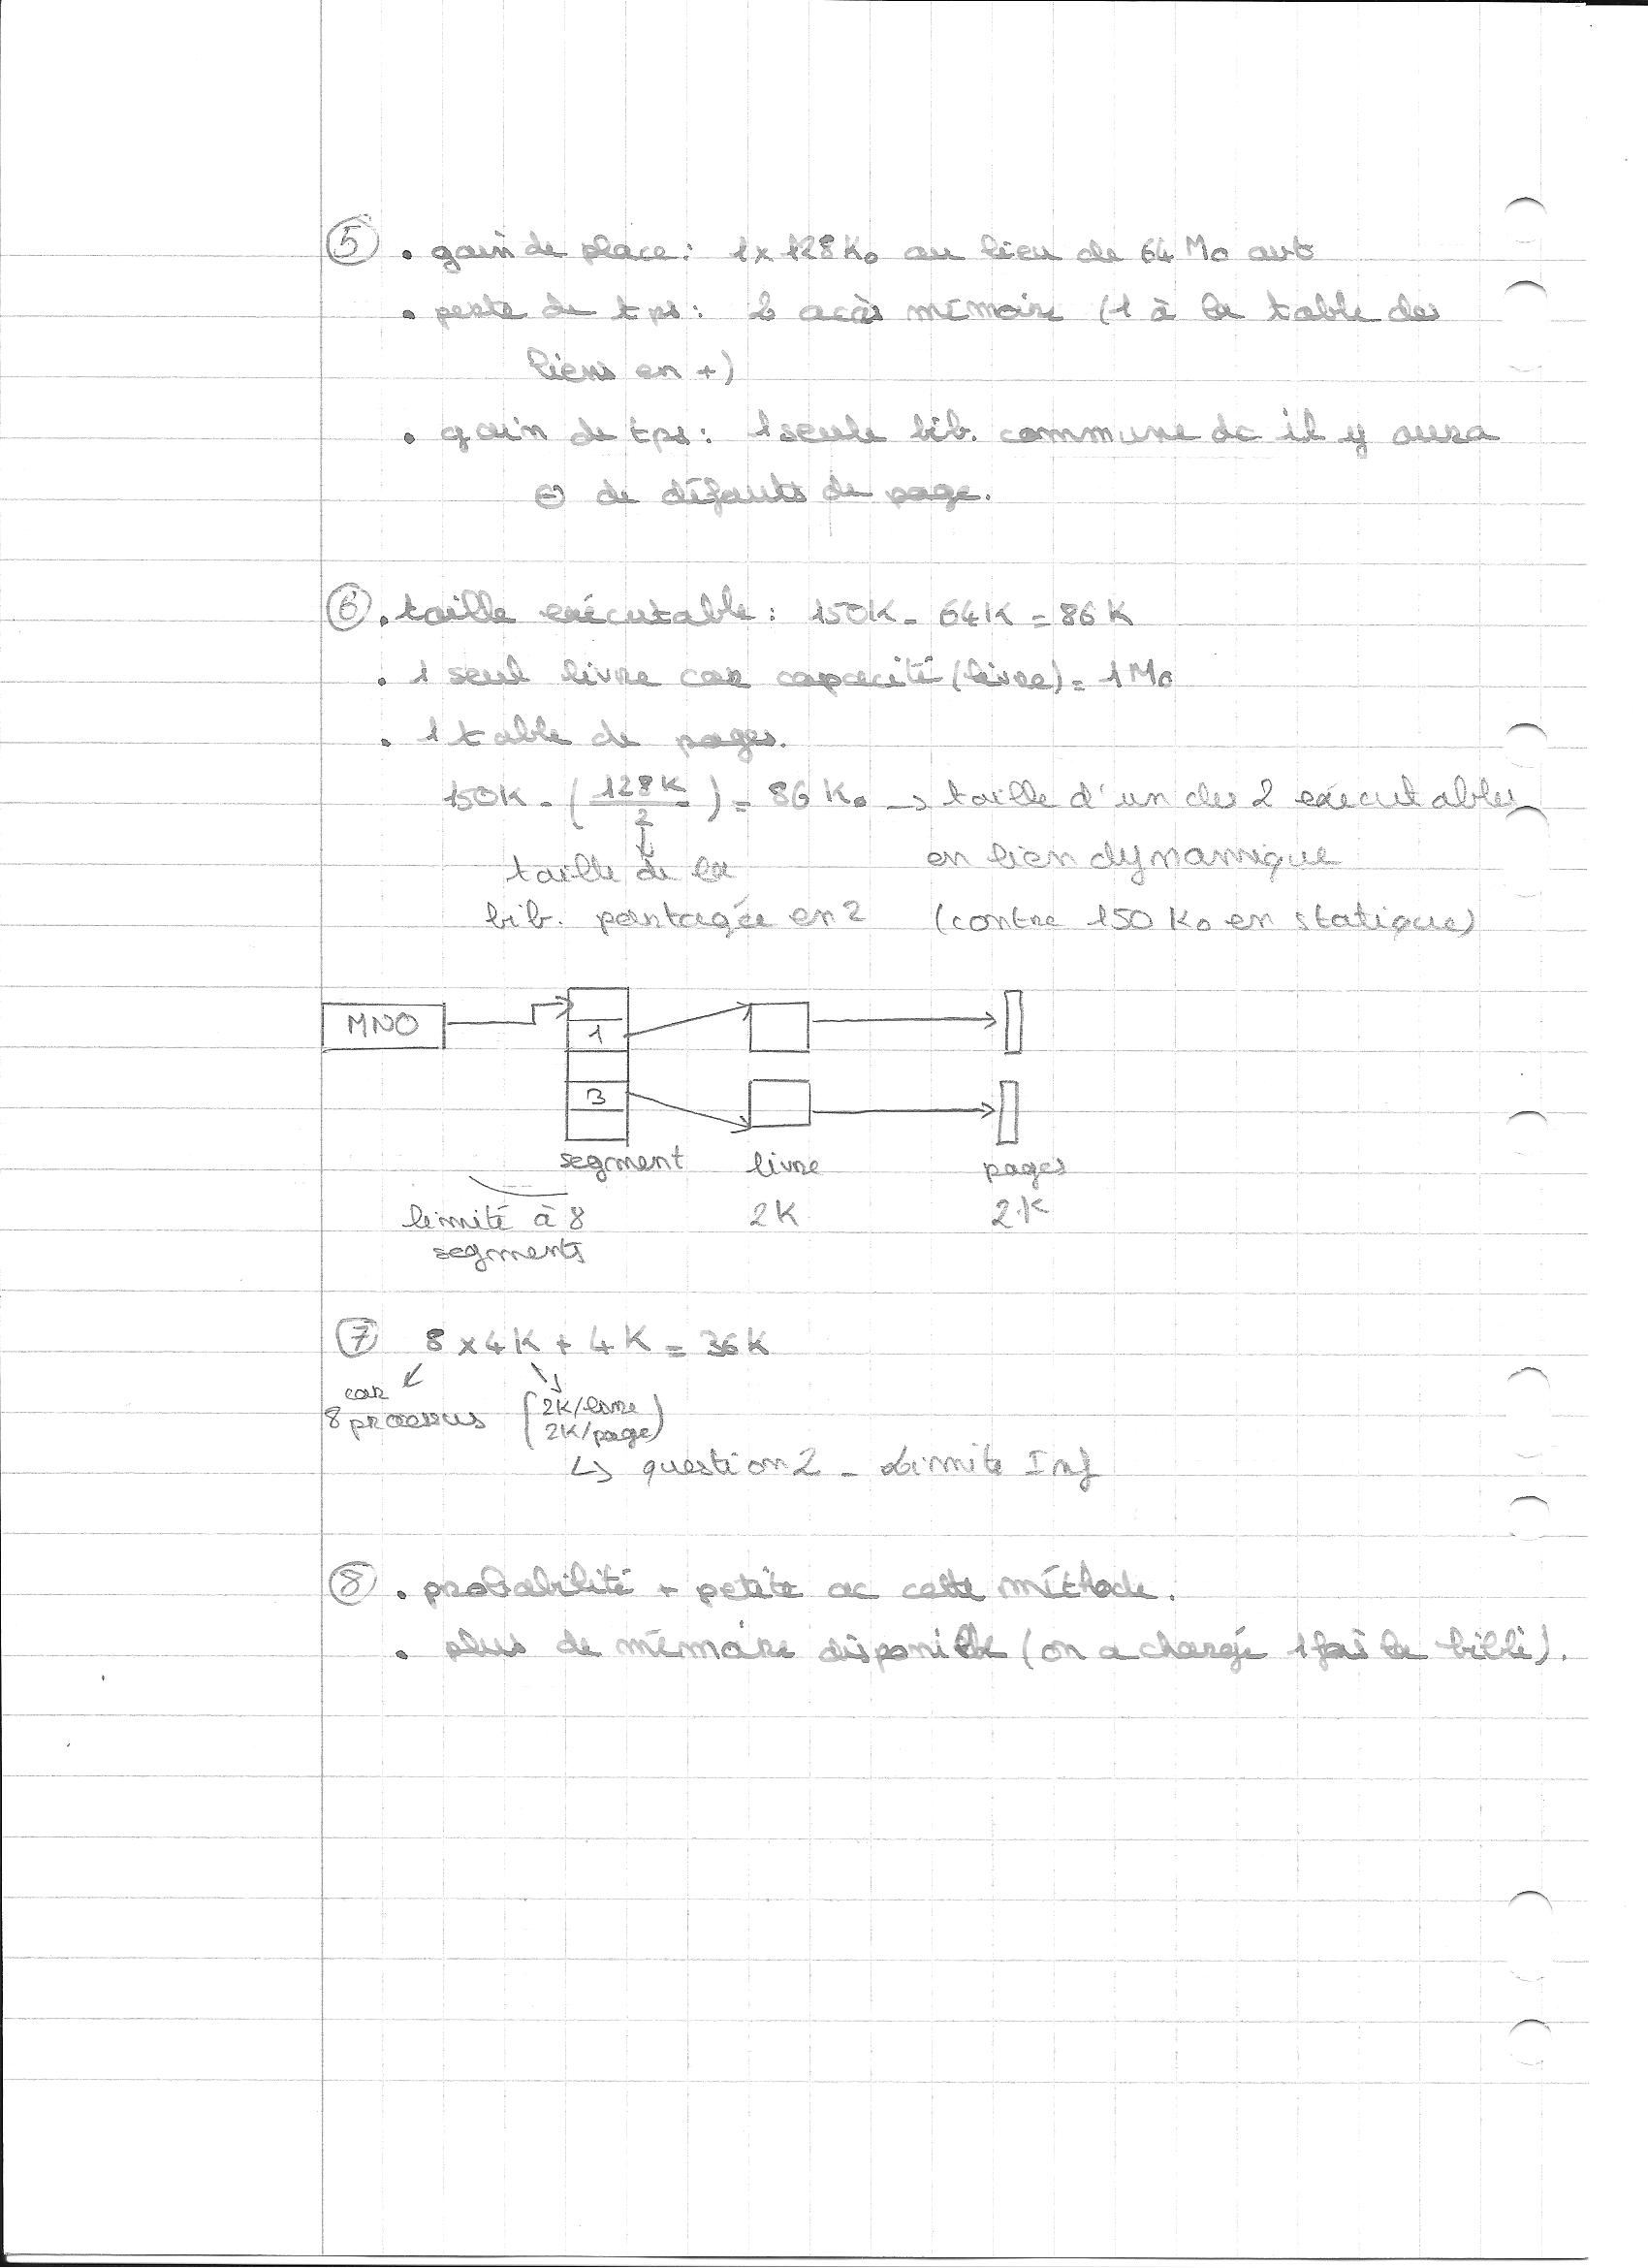 ⑤ • gain de place : 1 x 128 Ko au lieu de 64 Mo avt
• perte de tps : 2 accès mémoire (1 à la table des
liens en +)
• gain de tps : 1 seule bib. commune dc il y aura
⊖ de défauts de page.
⑥ • taille exécutable : 150K - 64K = 86K
• 1 seul livre car capacité (livre) = 1 Mo
• 1 table de pages.
150K - (128K / 2) = 86 Ko → taille d'un des 2 exécutables
taille de la en lien dynamique
bib. partagée en 2 (contre 150 Ko en statique)
MNO
1
3
segment livre pages
limité à 8 2K 2K
segments
⑦ 8 x 4K + 4K = 36K
car (2K/livre
8 processus 2K/page)
↳ question 2 - Limite Inf
⑧ • probabilité + petite ac cette méthode.
• plus de mémoire disponible (on a chargé 1 fois la bibli).